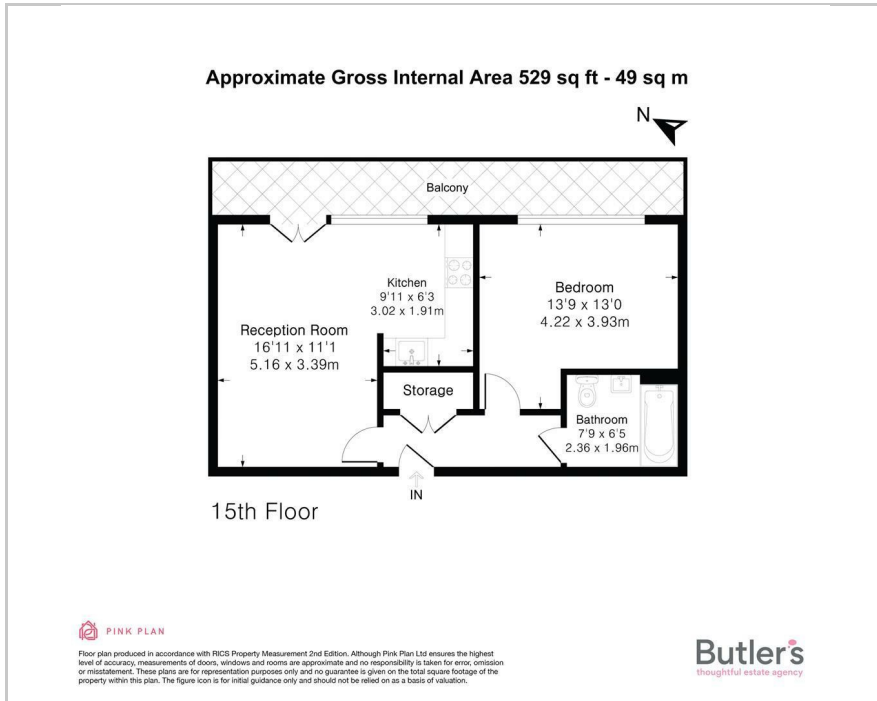 Approximate Gross Internal Area 529 sq ft - 49 sq m
N
Balcony
Kitchen
9'11 x 6'3
3.02 x 1.91m
Bedroom
13'9 x 13'0
4.22 x 3.93m
Reception Room
16'11 x 11'1
5.16 x 3.39m
Storage
Bathroom
7'9 x 6'5
2.36 x 1.96m
IN
15th Floor
PINK PLAN
Floor plan produced in accordance with RICS Property Measurement 2nd Edition. Although Pink Plan Ltd ensures the highest
level of accuracy, measurements of doors, windows and rooms are approximate and no responsibility is taken for error, omission
or misstatement. These plans are for representation purposes only and no guarantee is given on the total square footage of the
property within this plan. The figure icon is for initial guidance only and should not be relied on as a basis of valuation.
Butler's
thoughtful estate agency